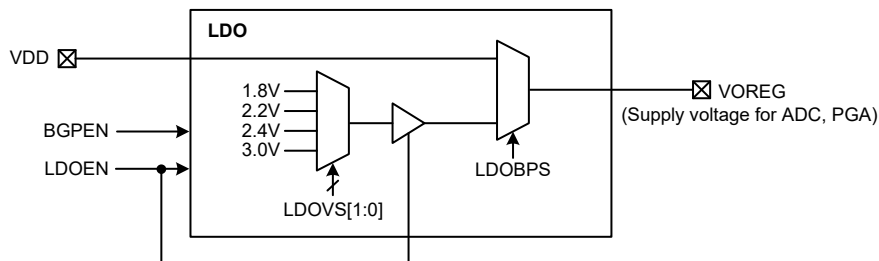 LDO
VDD
1.8V
2.2V
2.4V
3.0V
VOREG
(Supply voltage for ADC, PGA)
BGPEN
LDOEN
LDOBPS
LDOVS[1:0]